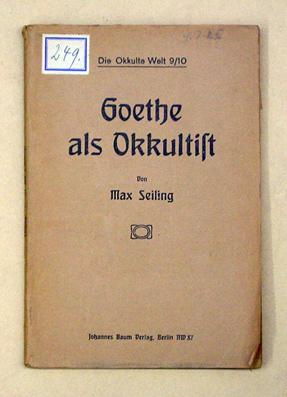 249.
Die Okkulte Welt 9/10
Goethe
als Okkultiſt
Von
Max Seiling
Johannes Baum Verlag, Berlin NW 87